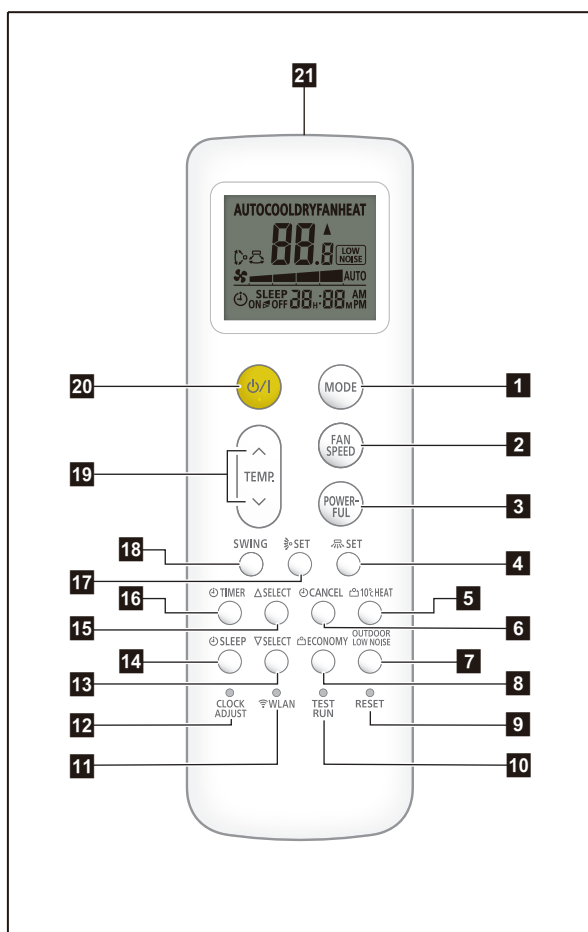 21
AUTOCOOLDRYFANHEAT
88.8 LOW NOISE
AUTO
SLEEP
ON OFF 38H:88M AM PM
20
MODE 1
FAN SPEED 2
19 TEMP.
POWER-FUL 3
18 SWING
17 SET
SET 4
16 TIMER
15 SELECT
CANCEL 6
10℃HEAT 5
14 SLEEP
13 SELECT
ECONOMY 8
OUTDOOR LOW NOISE 7
12 CLOCK ADJUST
11 WLAN
TEST RUN 10
RESET 9